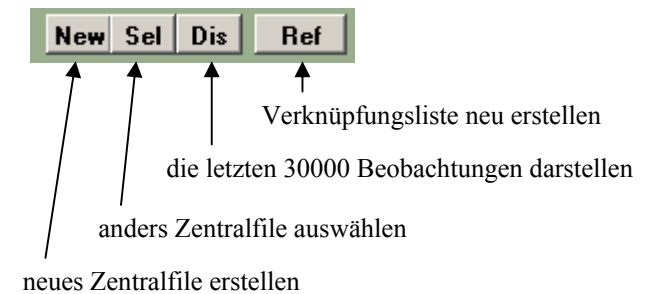 New Sel Dis Ref
Verknüpfungsliste neu erstellen
die letzten 30000 Beobachtungen darstellen
anders Zentralfile auswählen
neues Zentralfile erstellen